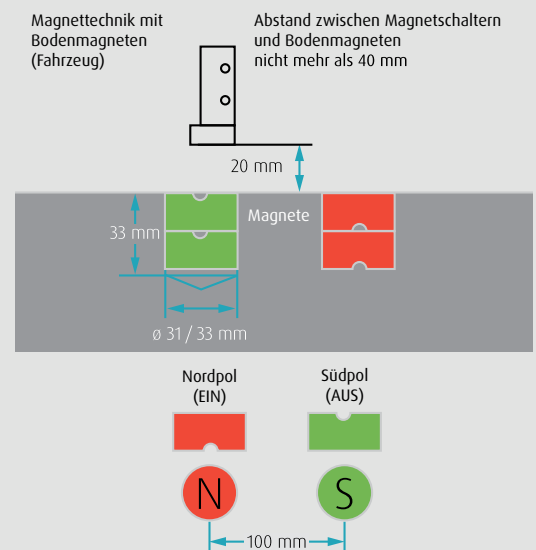 Magnettechnik mit
Bodenmagneten
(Fahrzeug)
Abstand zwischen Magnetschaltern
und Bodenmagneten
nicht mehr als 40 mm
20 mm
Magnete
33 mm
ø 31 / 33 mm
Nordpol
(EIN)
Südpol
(AUS)
N
S
100 mm